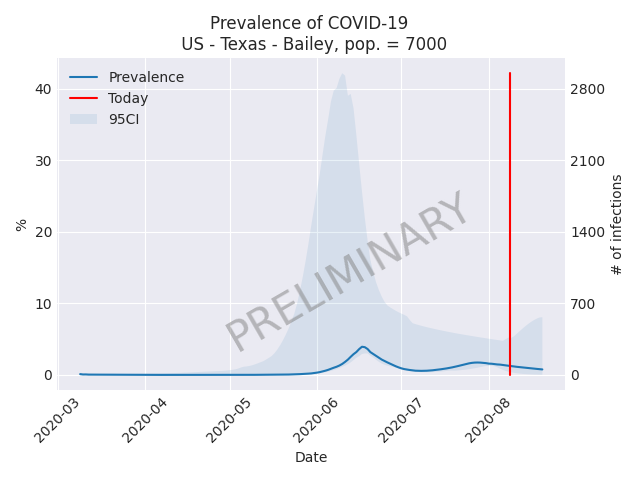 Prevalence of COVID-19
US - Texas - Bailey, pop. = 7000
Prevalence
Today
95CI
40
30
20
10
0
%
2800
2100
1400
700
0
# of infections
PRELIMINARY
2020-03
2020-04
2020-05
2020-06
2020-07
2020-08
Date